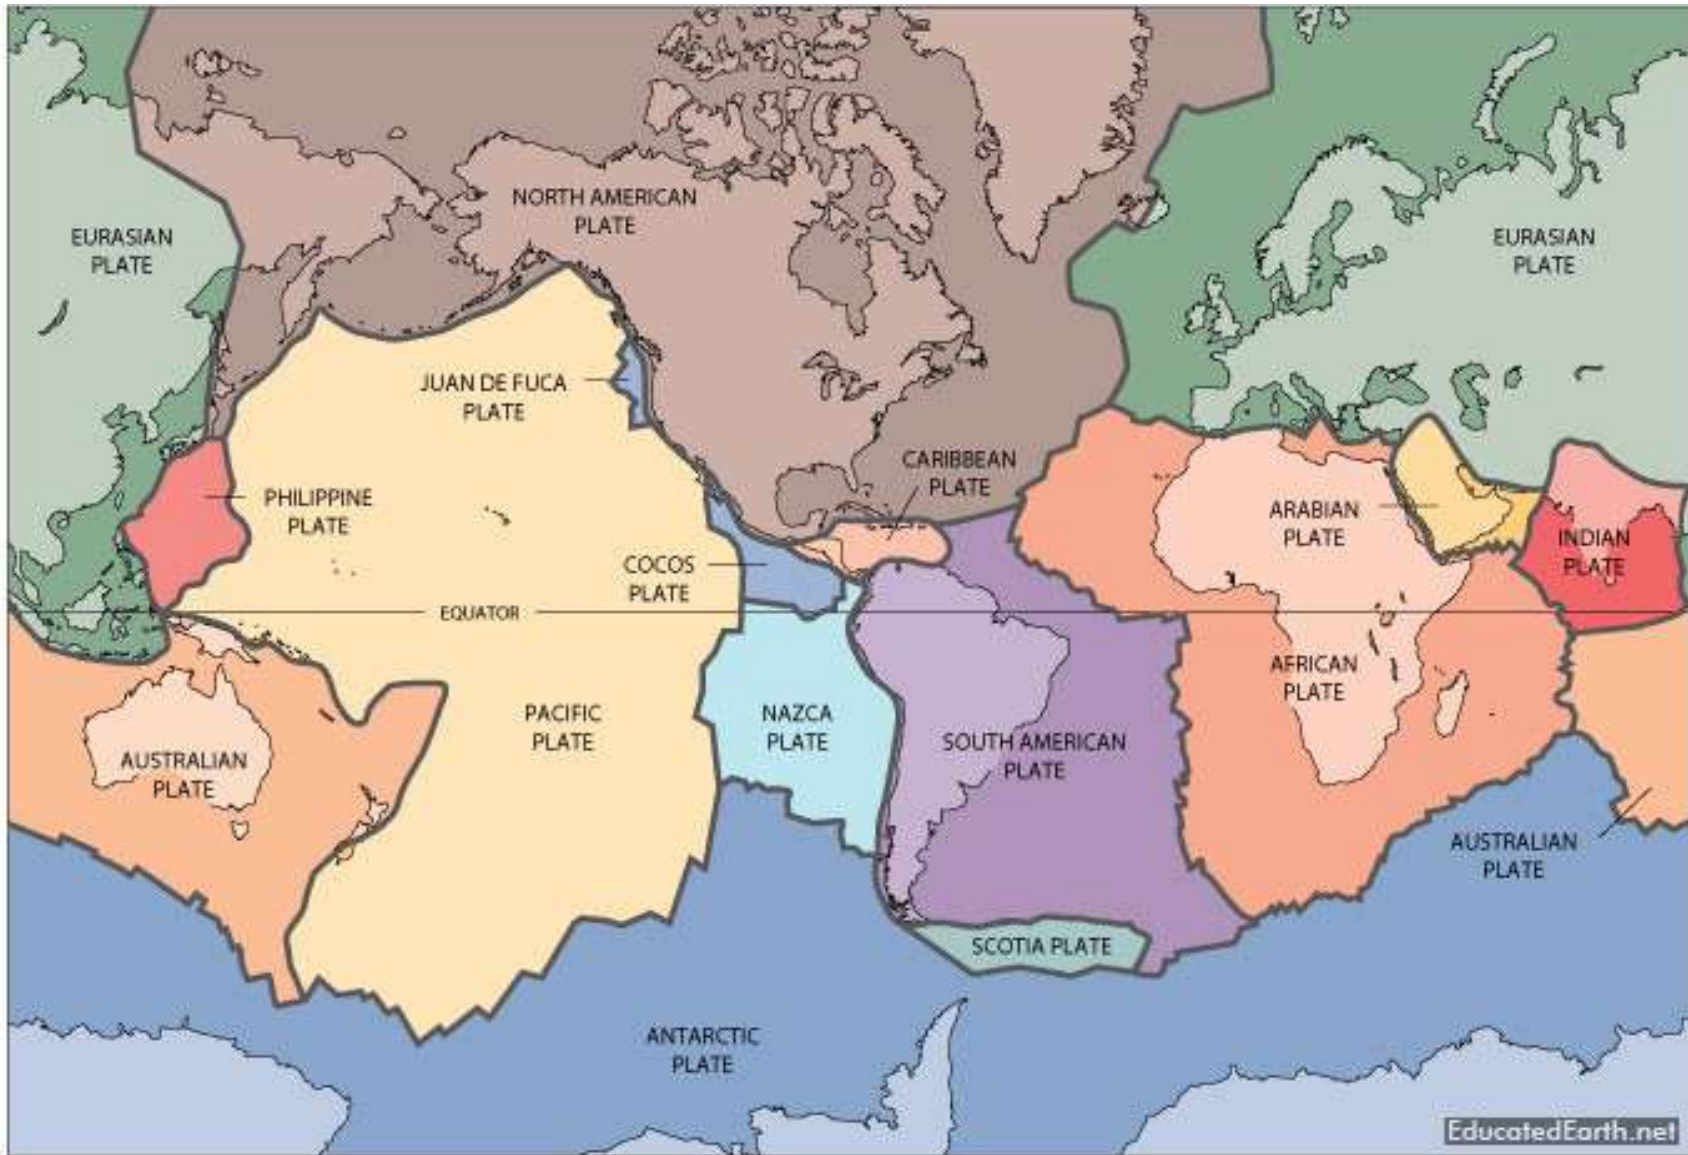 NORTH AMERICAN
PLATE
EURASIAN
PLATE
EURASIAN
PLATE
JUAN DE FUCA
PLATE
CARIBBEAN
PLATE
PHILIPPINE
PLATE
ARABIAN
PLATE
INDIAN
PLATE
COCOS
PLATE
EQUATOR
AFRICAN
PLATE
PACIFIC
PLATE
NAZCA
PLATE
SOUTH AMERICAN
PLATE
AUSTRALIAN
PLATE
AUSTRALIAN
PLATE
SCOTIA PLATE
ANTARCTIC
PLATE
EducatedEarth.net